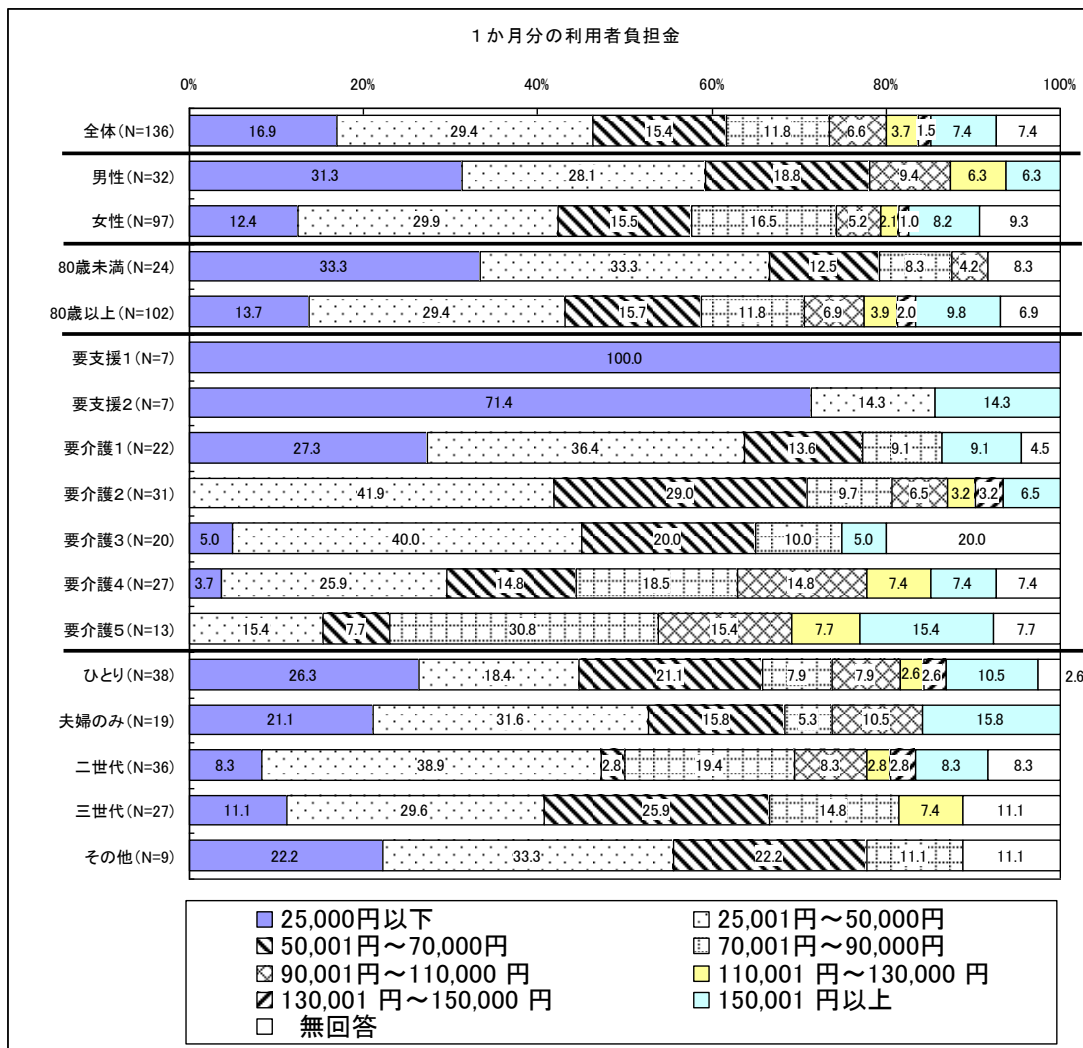 1か月分の利用者負担金
0% 20% 40% 60% 80% 100%
全体(N=136) 16.9 29.4 15.4 11.8 6.6 3.7 1.5 7.4 7.4
男性(N=32) 31.3 28.1 18.8 9.4 6.3 6.3
女性(N=97) 12.4 29.9 15.5 16.5 5.2 2.1 1.0 8.2 9.3
80歳未満(N=24) 33.3 33.3 12.5 8.3 4.2 8.3
80歳以上(N=102) 13.7 29.4 15.7 11.8 6.9 3.9 2.0 9.8 6.9
要支援1(N=7) 100.0
要支援2(N=7) 71.4 14.3 14.3
要介護1(N=22) 27.3 36.4 13.6 9.1 9.1 4.5
要介護2(N=31) 41.9 29.0 9.7 6.5 3.2 3.2 6.5
要介護3(N=20) 5.0 40.0 20.0 10.0 5.0 20.0
要介護4(N=27) 3.7 25.9 14.8 18.5 14.8 7.4 7.4 7.4
要介護5(N=13) 15.4 7.7 30.8 15.4 7.7 15.4 7.7
ひとり(N=38) 26.3 18.4 21.1 7.9 7.9 2.6 2.6 10.5 2.6
夫婦のみ(N=19) 21.1 31.6 15.8 5.3 10.5 15.8
二世代(N=36) 8.3 38.9 2.8 19.4 8.3 2.8 2.8 8.3 8.3
三世代(N=27) 11.1 29.6 25.9 14.8 7.4 11.1
その他(N=9) 22.2 33.3 22.2 11.1 11.1
25,000円以下 25,001円～50,000円
50,001円～70,000円 70,001円～90,000円
90,001円～110,000 円 110,001 円～130,000 円
130,001 円～150,000 円 150,001 円以上
無回答